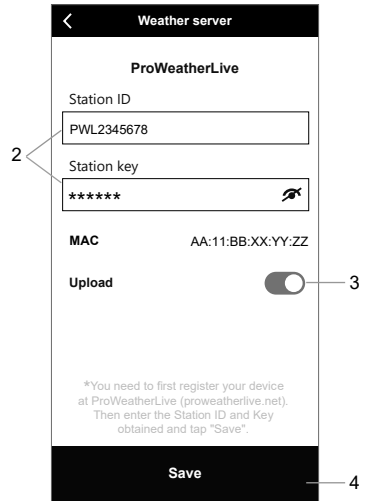 Weather server
ProWeatherLive
Station ID
PWL2345678
2
Station key
******
MAC AA:11:BB:XX:YY:ZZ
Upload
3
*You need to first register your device
at ProWeatherLive (proweatherlive.net).
Then enter the Station ID and Key
obtained and tap "Save".
Save
4